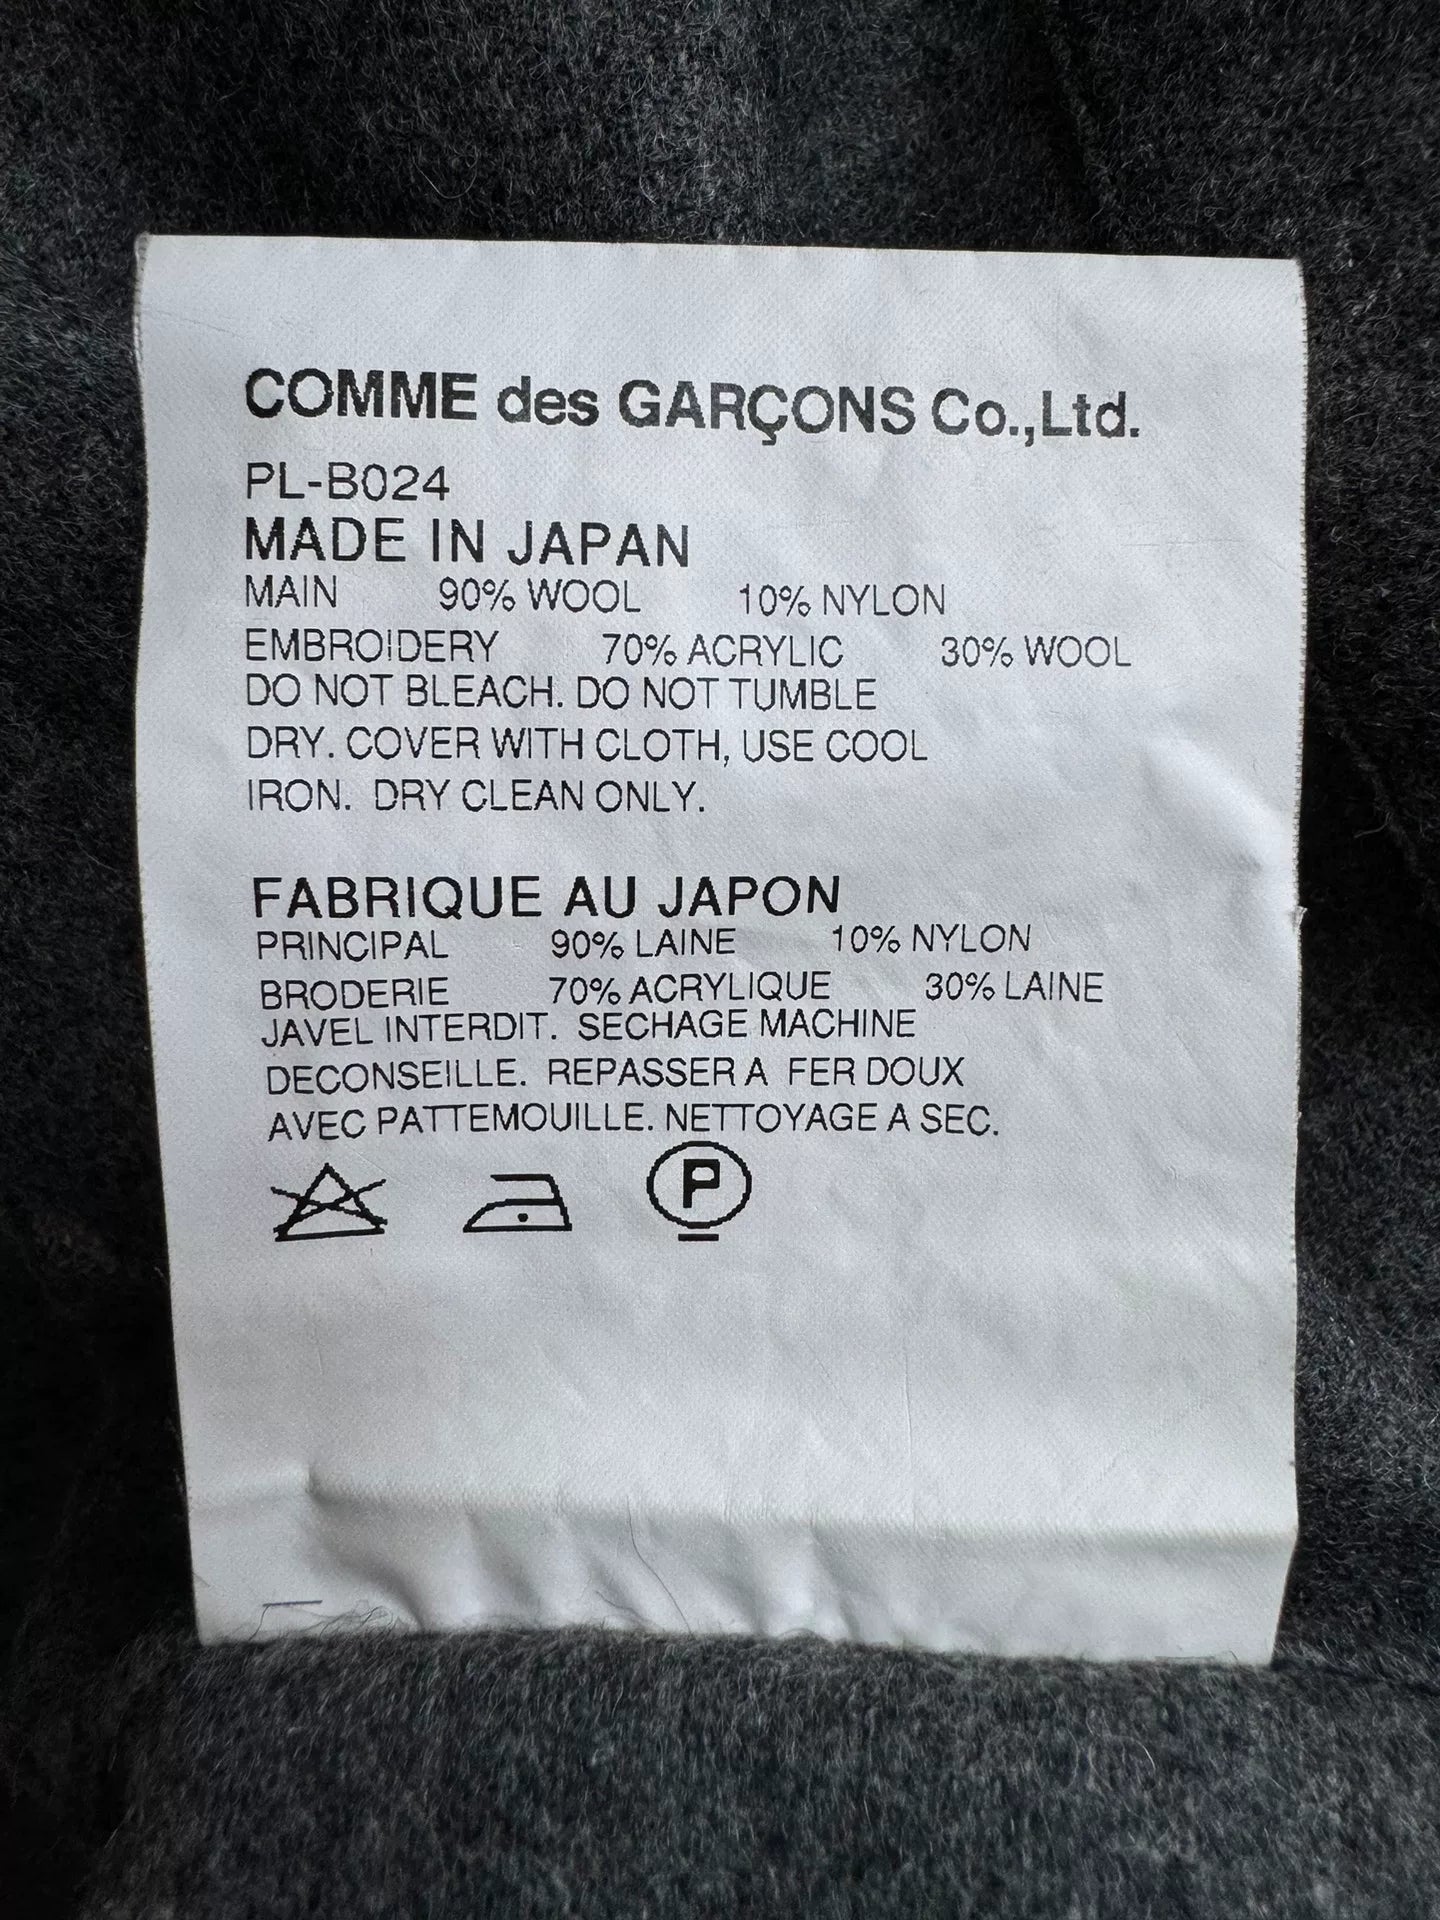 COMME des GARÇONS Co.,Ltd.
PL-B024
MADE IN JAPAN
MAIN 90% WOOL 10% NYLON
EMBROIDERY 70% ACRYLIC 30% WOOL
DO NOT BLEACH. DO NOT TUMBLE
DRY. COVER WITH CLOTH, USE COOL
IRON. DRY CLEAN ONLY.
FABRIQUE AU JAPON
PRINCIPAL 90% LAINE 10% NYLON
BRODERIE 70% ACRYLIQUE 30% LAINE
JAVEL INTERDIT. SECHAGE MACHINE
DECONSEILLE. REPASSER A FER DOUX
AVEC PATTEMOUILLE. NETTOYAGE A SEC.
P